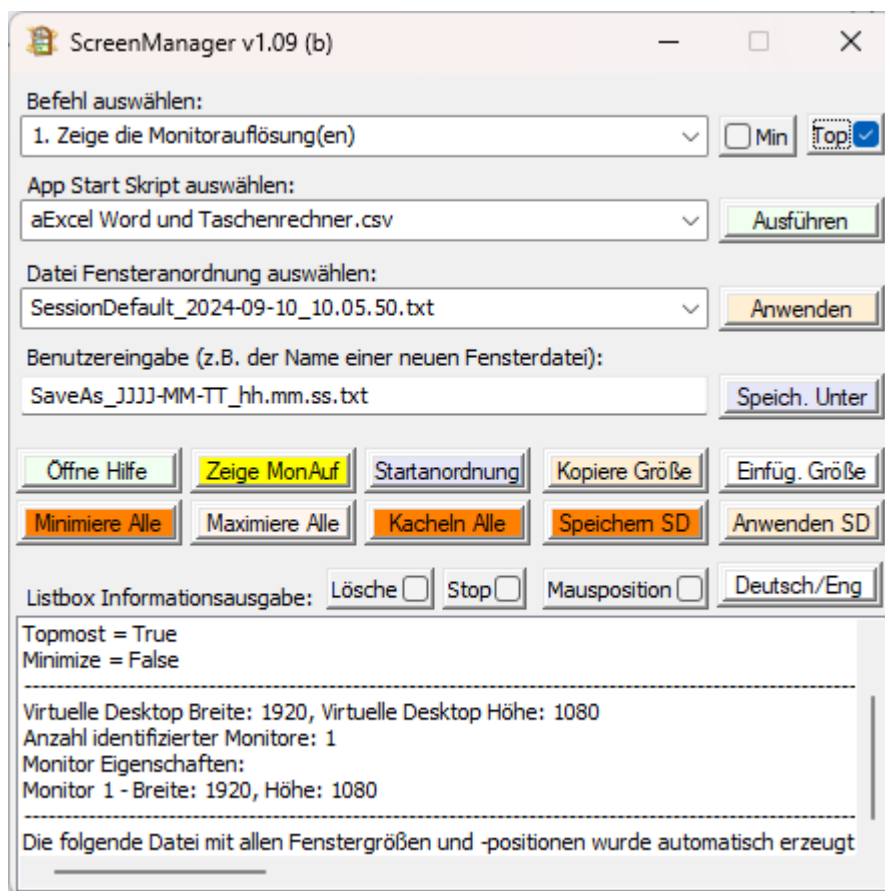 ScreenManager v1.09 (b)
Befehl auswählen:
1. Zeige die Monitorauflösung(en)
Min
Top
App Start Skript auswählen:
aExcel Word und Taschenrechner.csv
Ausführen
Datei Fensteranordnung auswählen:
SessionDefault_2024-09-10_10.05.50.txt
Anwenden
Benutzereingabe (z.B. der Name einer neuen Fensterdatei):
SaveAs_JJJJ-MM-TT_hh.mm.ss.txt
Speich. Unter
Öffne Hilfe
Zeige MonAuf
Startanordnung
Kopiere Größe
Einfüg. Größe
Minimiere Alle
Maximiere Alle
Kacheln Alle
Speichern SD
Anwenden SD
Listbox Informationsausgabe:
Lösche
Stop
Mausposition
Deutsch/Eng
Topmost = True
Minimize = False
Virtuelle Desktop Breite: 1920, Virtuelle Desktop Höhe: 1080
Anzahl identifizierter Monitore: 1
Monitor Eigenschaften:
Monitor 1 - Breite: 1920, Höhe: 1080
Die folgende Datei mit allen Fenstergrößen und -positionen wurde automatisch erzeugt